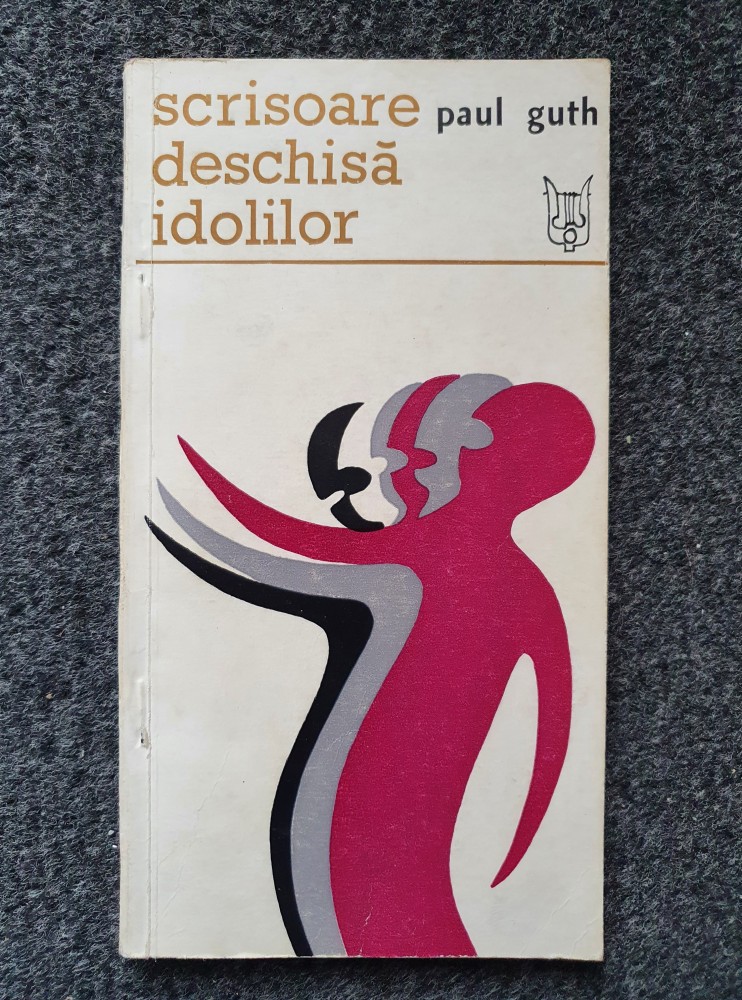 scrisoare
deschisă
idolilor
paul guth